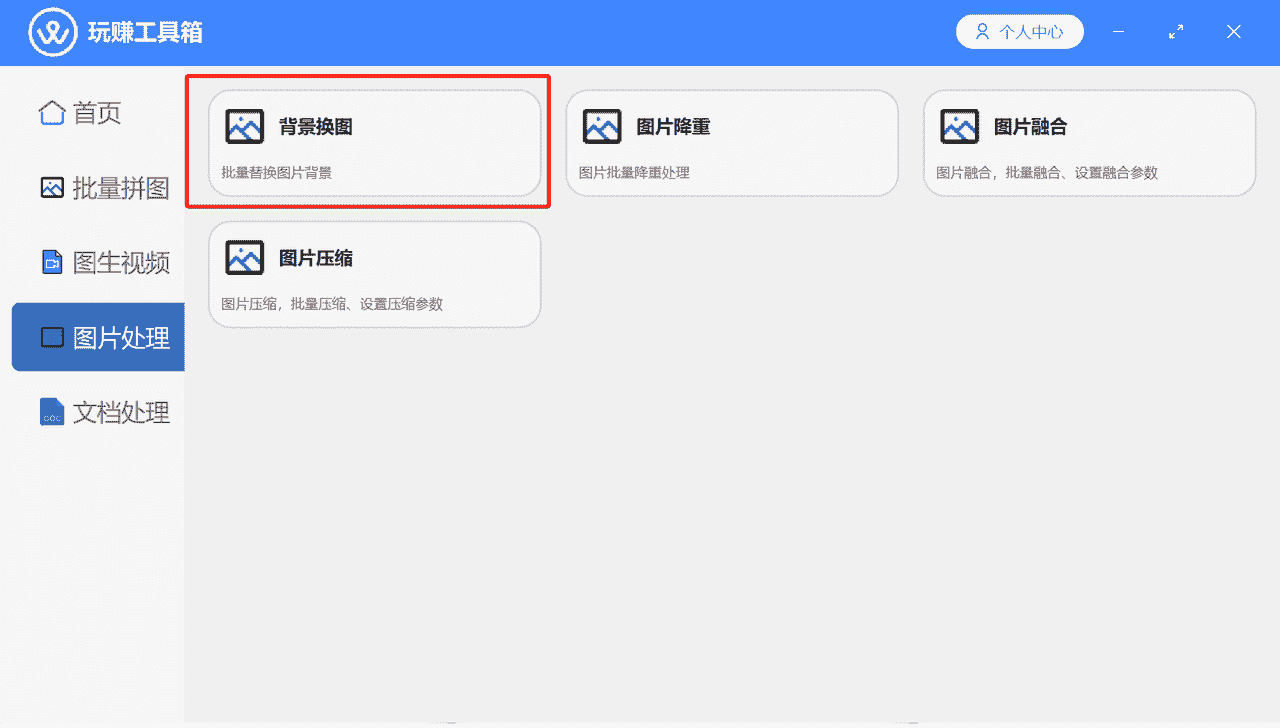 玩赚工具箱
个人中心
首页
批量拼图
图生视频
图片处理
文档处理
背景换图
批量替换图片背景
图片降重
图片批量降重处理
图片融合
图片融合，批量融合、设置融合参数
图片压缩
图片压缩，批量压缩、设置压缩参数